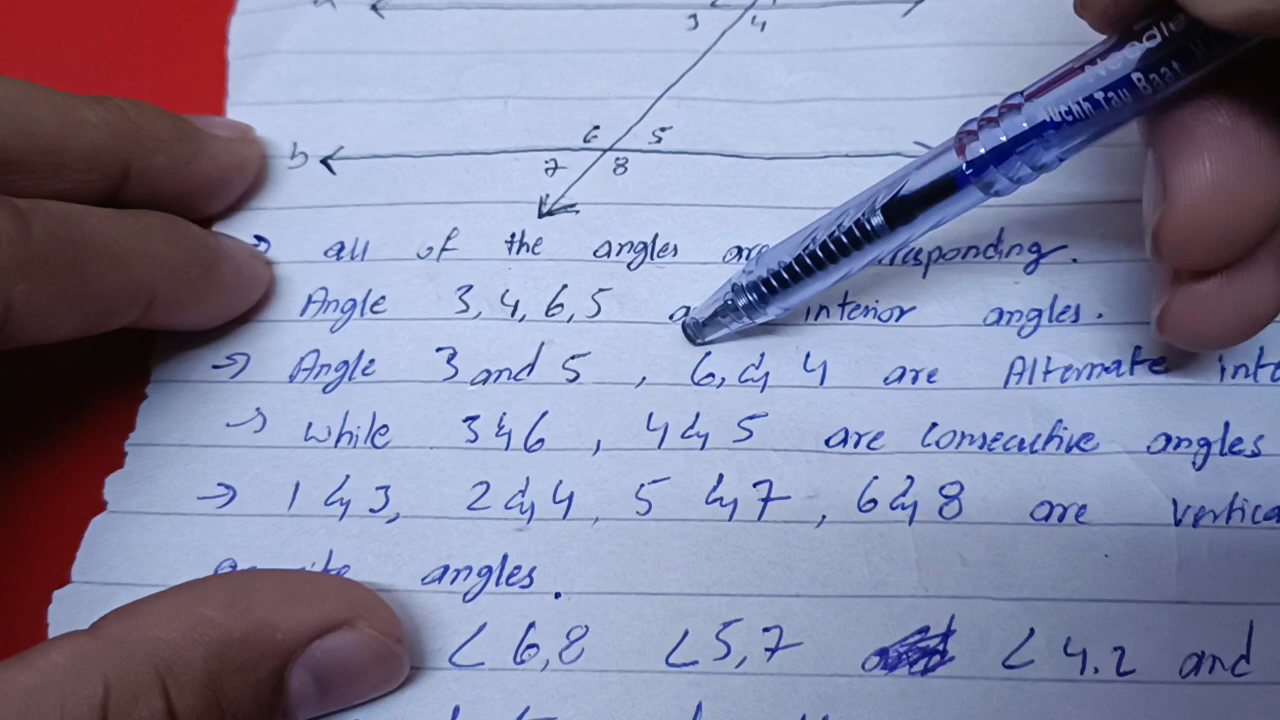 3 4
6 5
b
7 8
→ all of the angles are
Angle 3, 4, 6, 5 interior angles.
→ Angle 3 and 5 , 6, & 4 are Alternate
→ while 3&6 , 4 & 5 are consecutive angles
→ 1 & 3, 2 & 4, 5 & 7 , 6 & 8 are
angles.
< 6,8 < 5,7 < 4.2 and